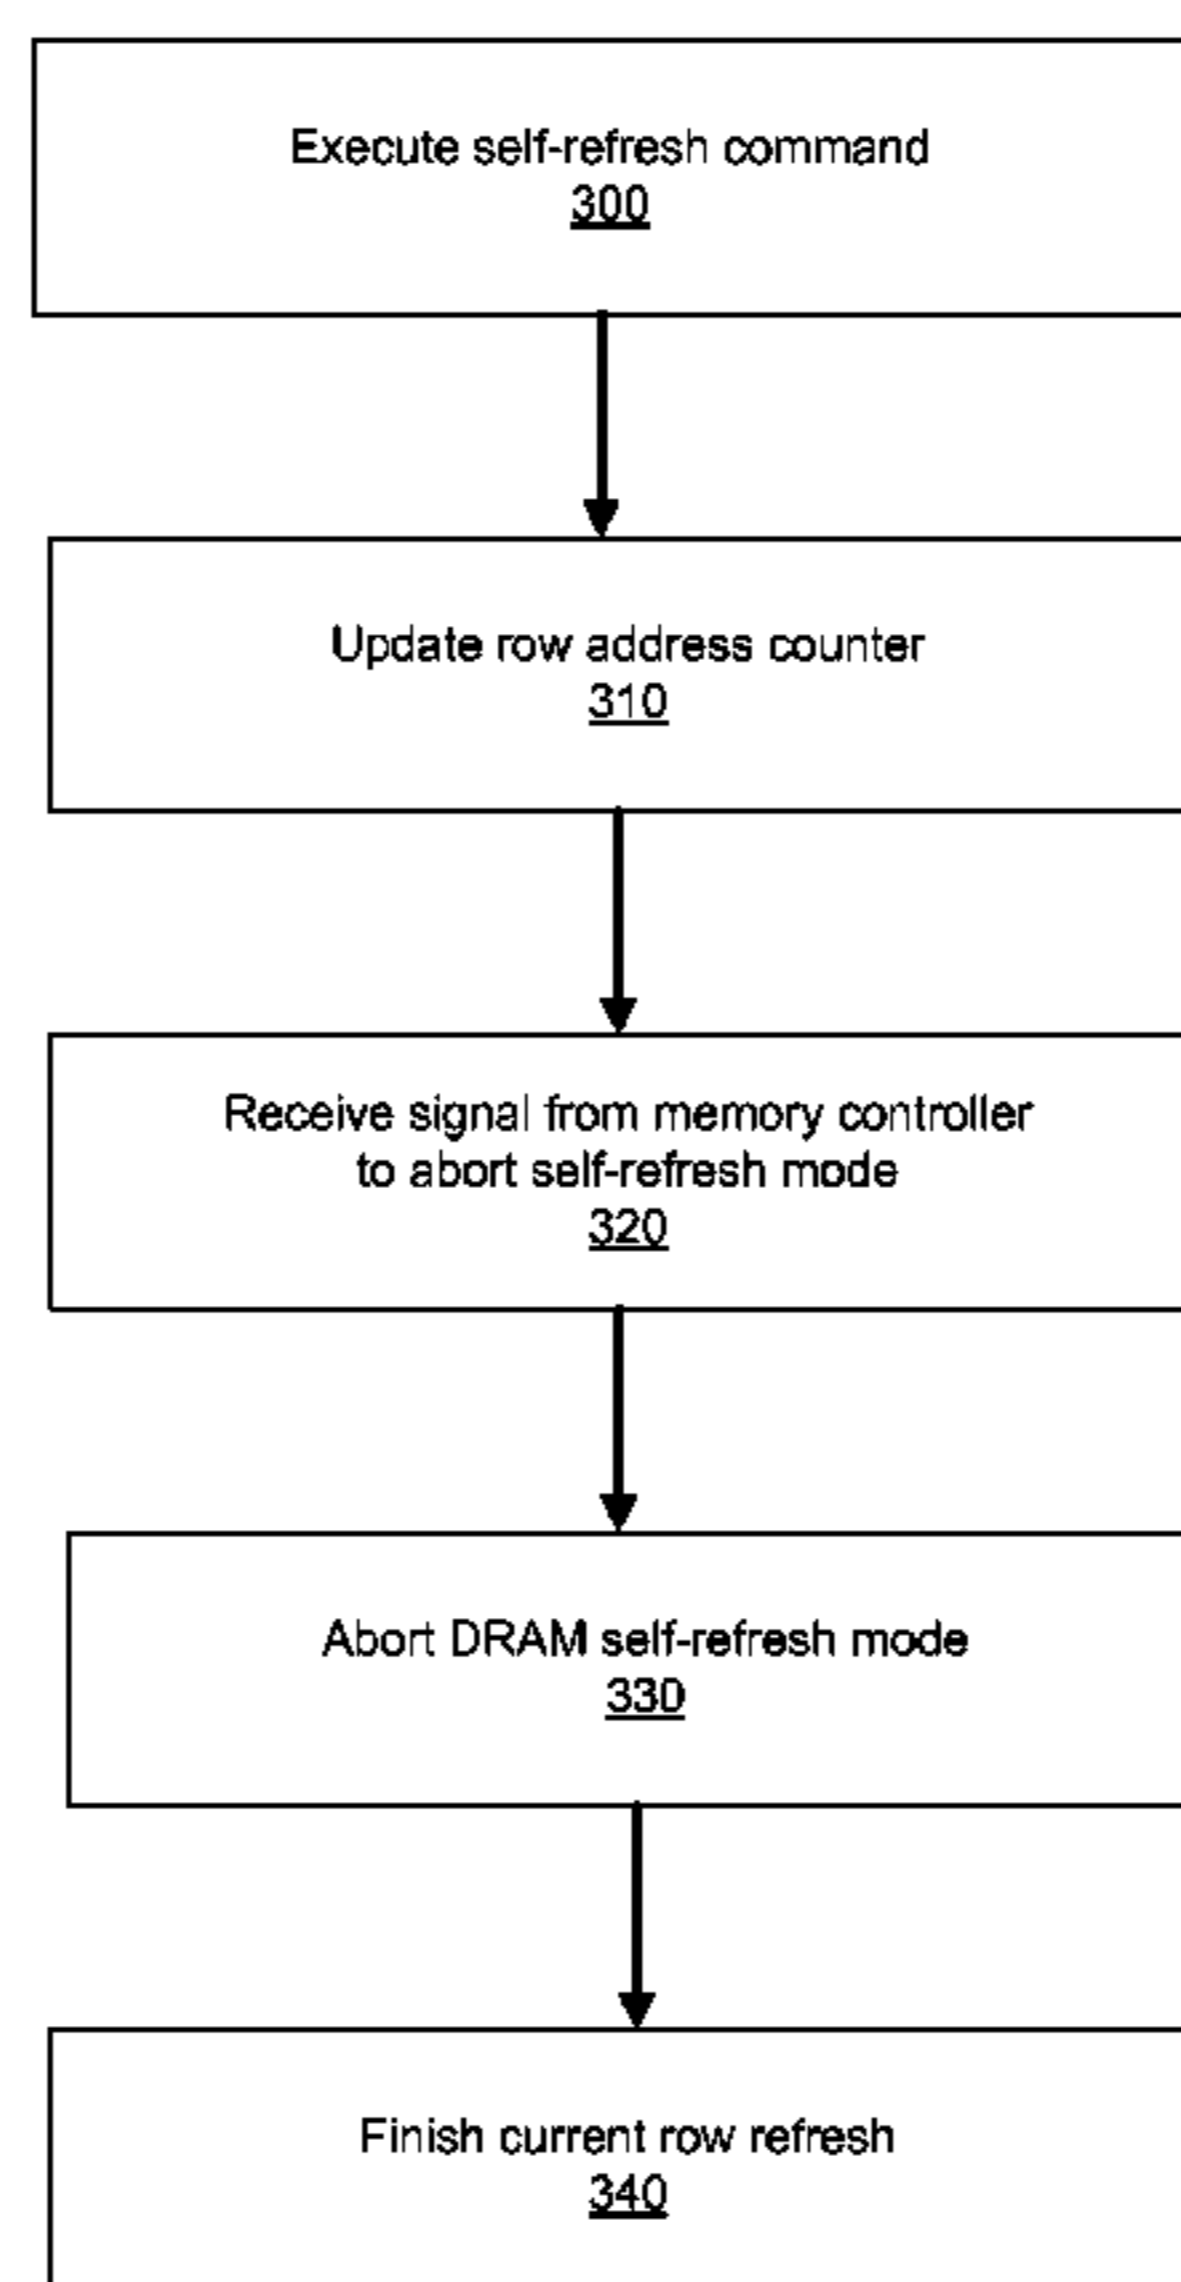 Execute self-refresh command
300
Update row address counter
310
Receive signal from memory controller
to abort self-refresh mode
320
Abort DRAM self-refresh mode
330
Finish current row refresh
340